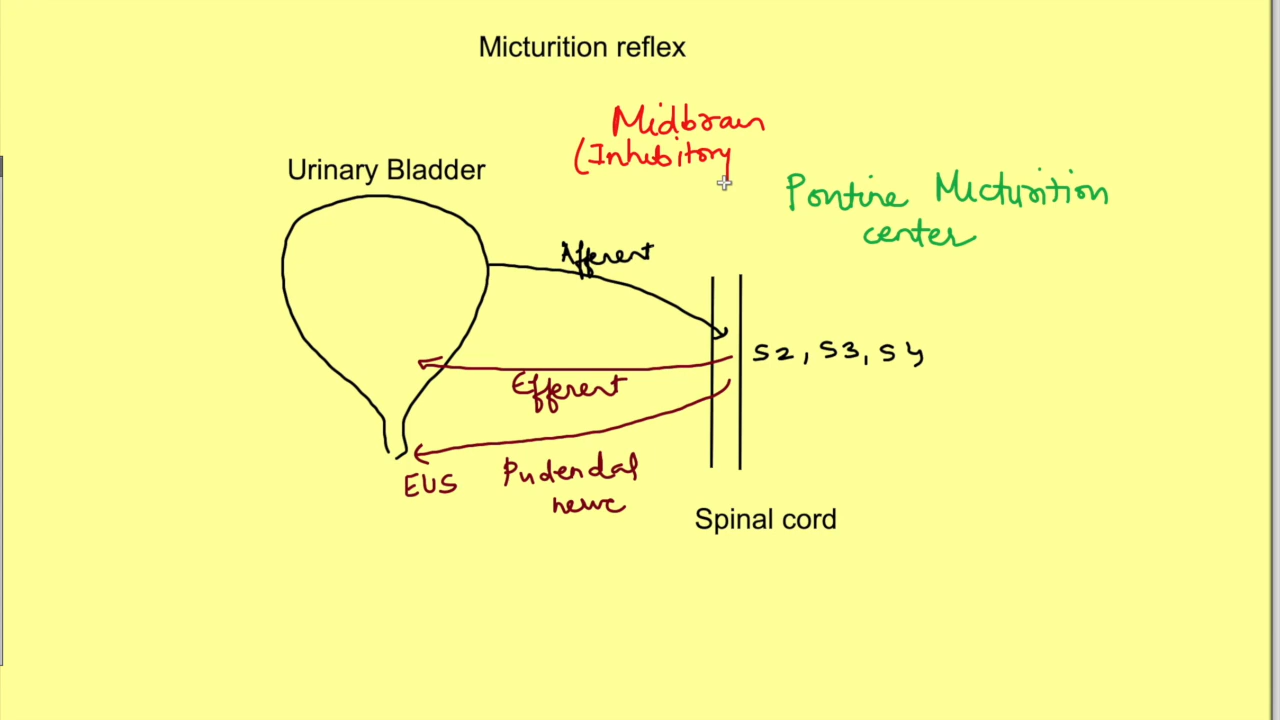 Micturition reflex
Midbrain
(Inhibitory
Urinary Bladder
Pontine Micturition
center
Afferent
S2, S3, S4
Efferent
EUS
Pudendal
nerve
Spinal cord